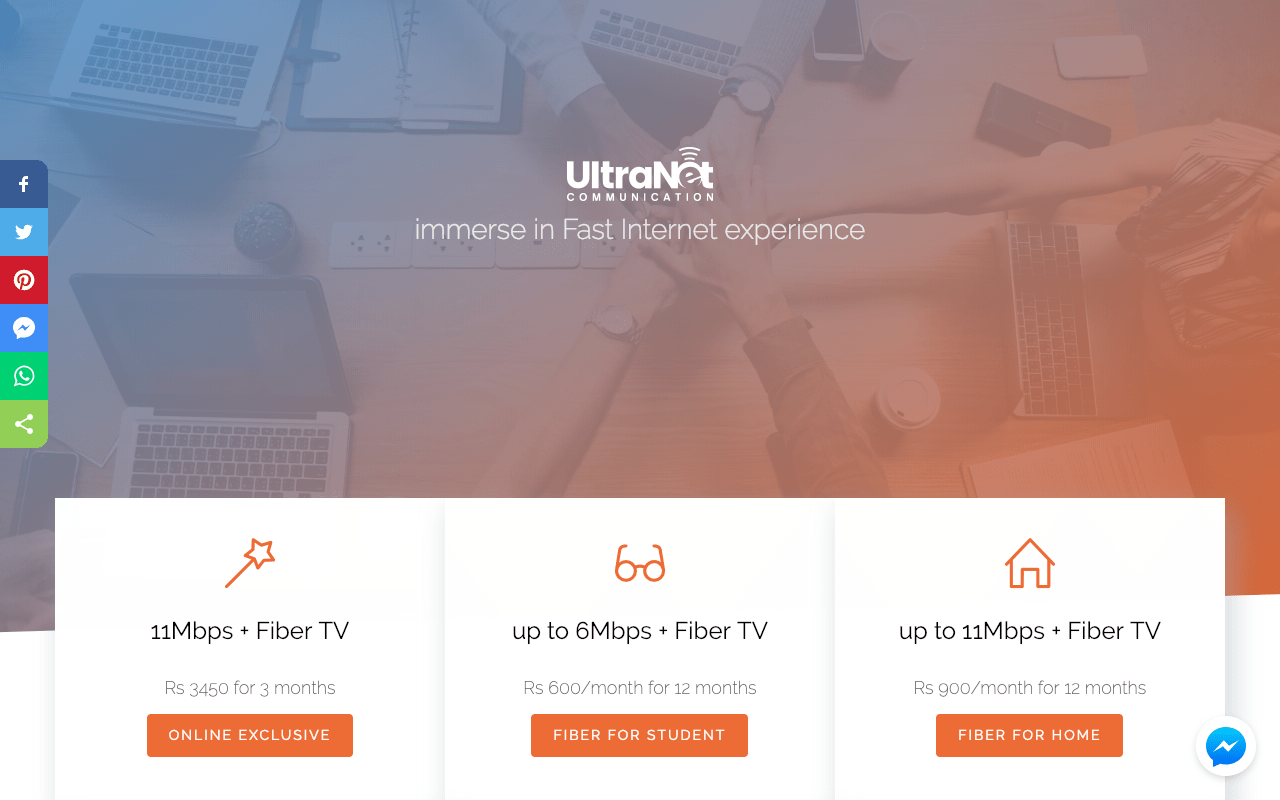 UltraNet
COMMUNICATION
immerse in Fast Internet experience
11Mbps + Fiber TV
Rs 3450 for 3 months
ONLINE EXCLUSIVE
up to 6Mbps + Fiber TV
Rs 600/month for 12 months
FIBER FOR STUDENT
up to 11Mbps + Fiber TV
Rs 900/month for 12 months
FIBER FOR HOME